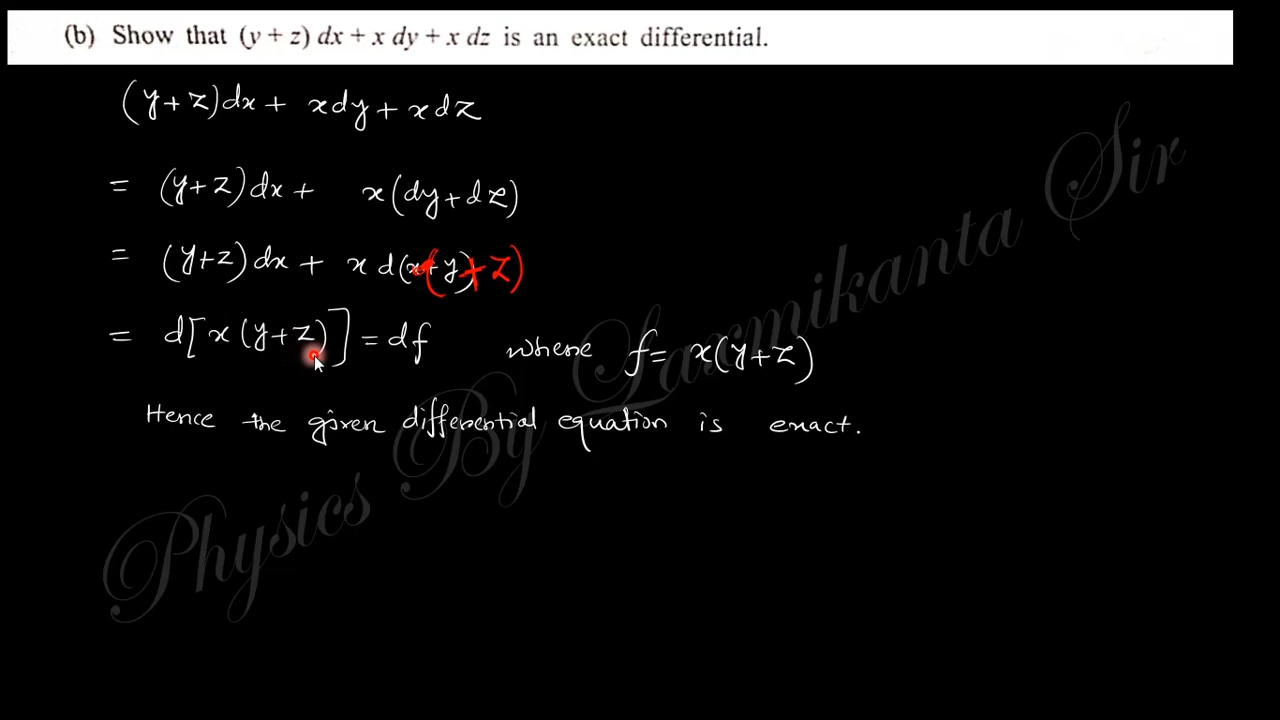 (b) Show that (y + z) dx + x dy + x dz is an exact differential.
(y+z)dx + xdy + xdz
= (y+z)dx + x(dy+dz)
= (y+z)dx + x d(y+z)
= d[x(y+z)] = df where f = x(y+z)
Hence the given differential equation is exact.
Physics By Laxmikanta Sir